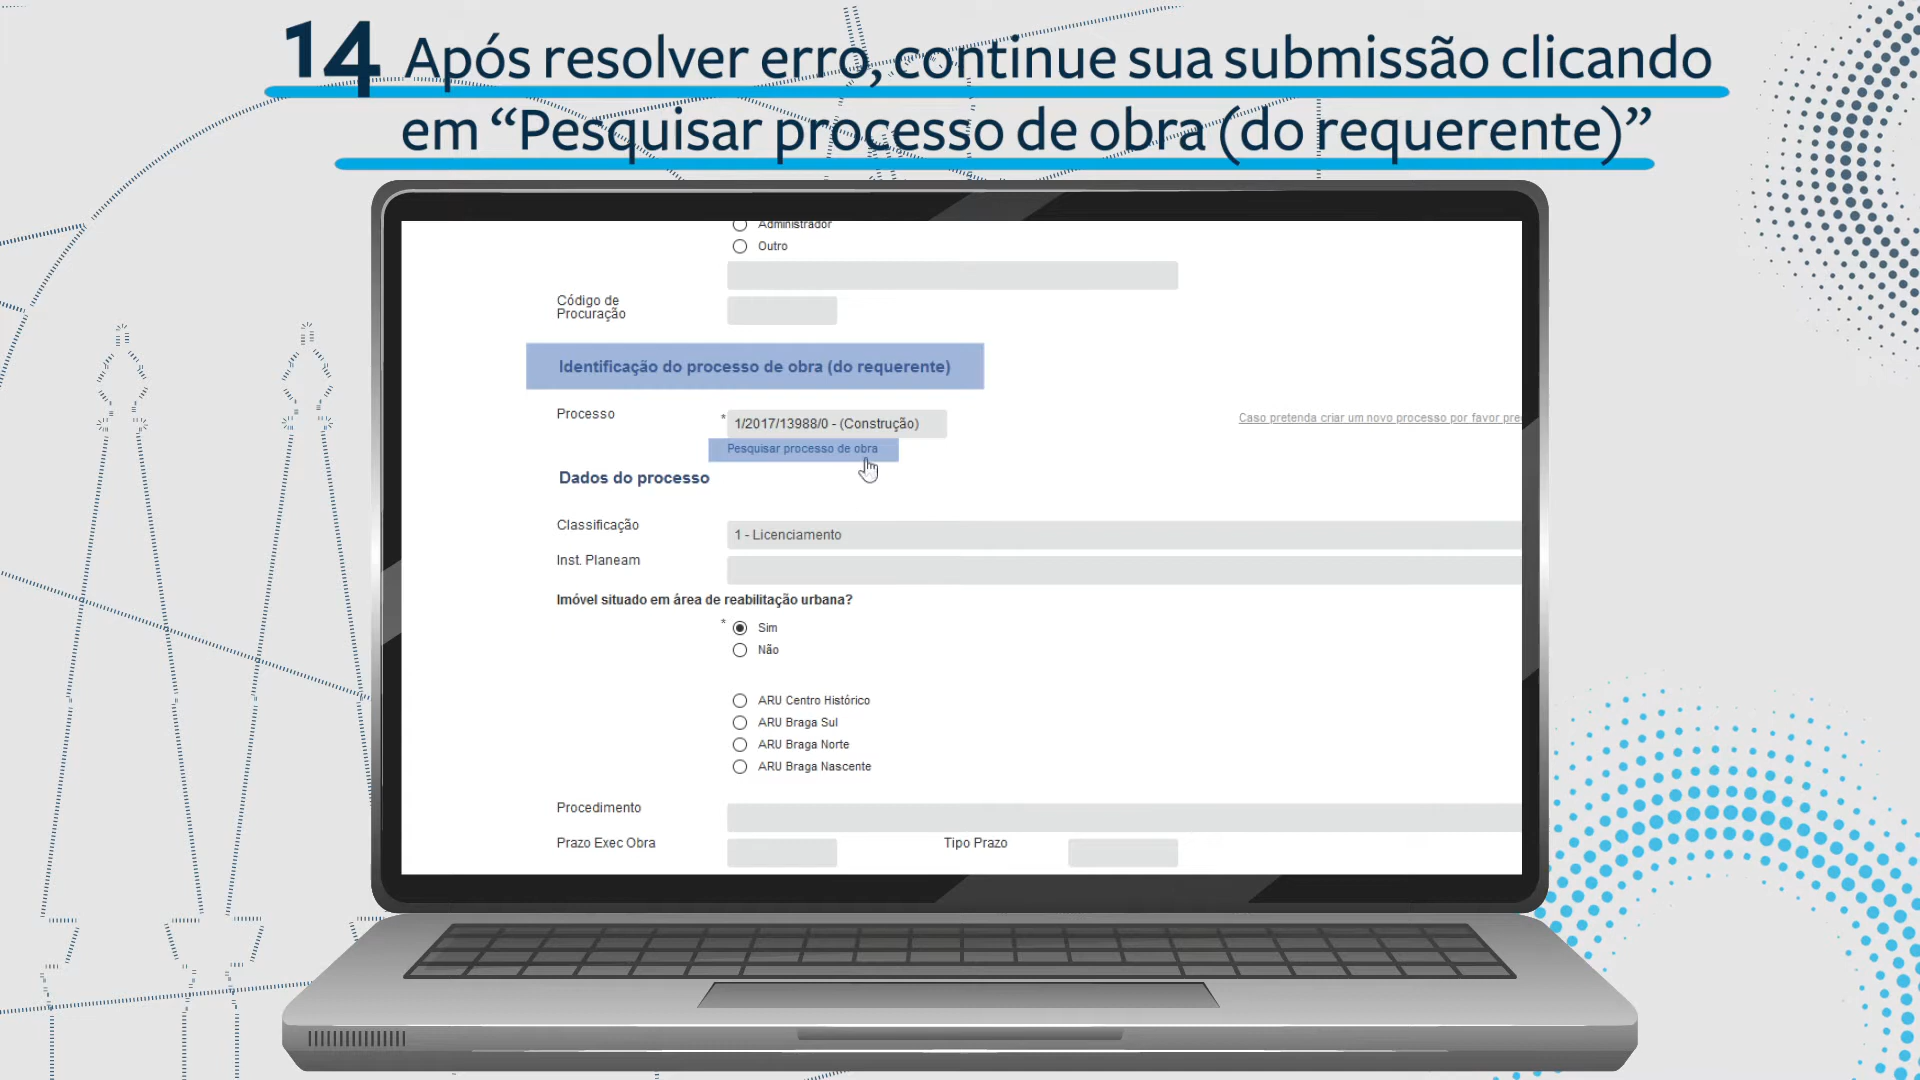 14 Após resolver erro, continue sua submissão clicando
em “Pesquisar processo de obra (do requerente)”
Administrador
Outro
Código de
Procuração
Identificação do processo de obra (do requerente)
Processo * 1/2017/13988/0 - (Construção) Caso pretenda criar um novo processo por favor
Pesquisar processo de obra
Dados do processo
Classificação 1 - Licenciamento
Inst. Planeam
Imóvel situado em área de reabilitação urbana?
* Sim
Não
ARU Centro Histórico
ARU Braga Sul
ARU Braga Norte
ARU Braga Nascente
Procedimento
Prazo Exec Obra Tipo Prazo